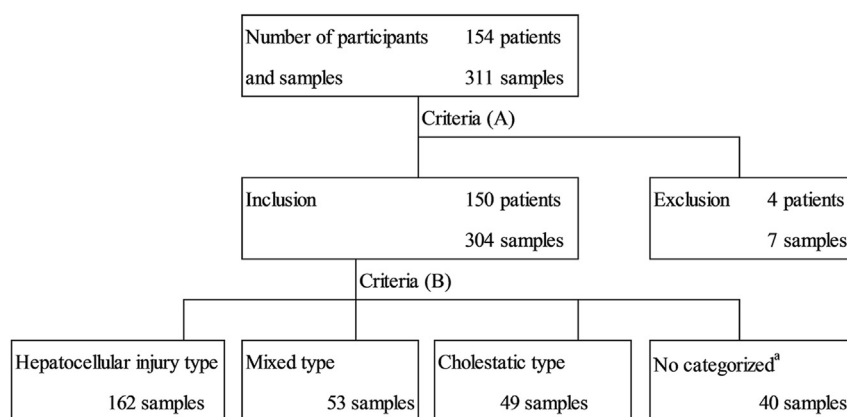 Number of participants 154 patients
and samples 311 samples
Criteria (A)
Inclusion 150 patients
304 samples
Exclusion 4 patients
7 samples
Criteria (B)
Hepatocellular injury type
162 samples
Mixed type
53 samples
Cholestatic type
49 samples
No categorizedᵃ
40 samples